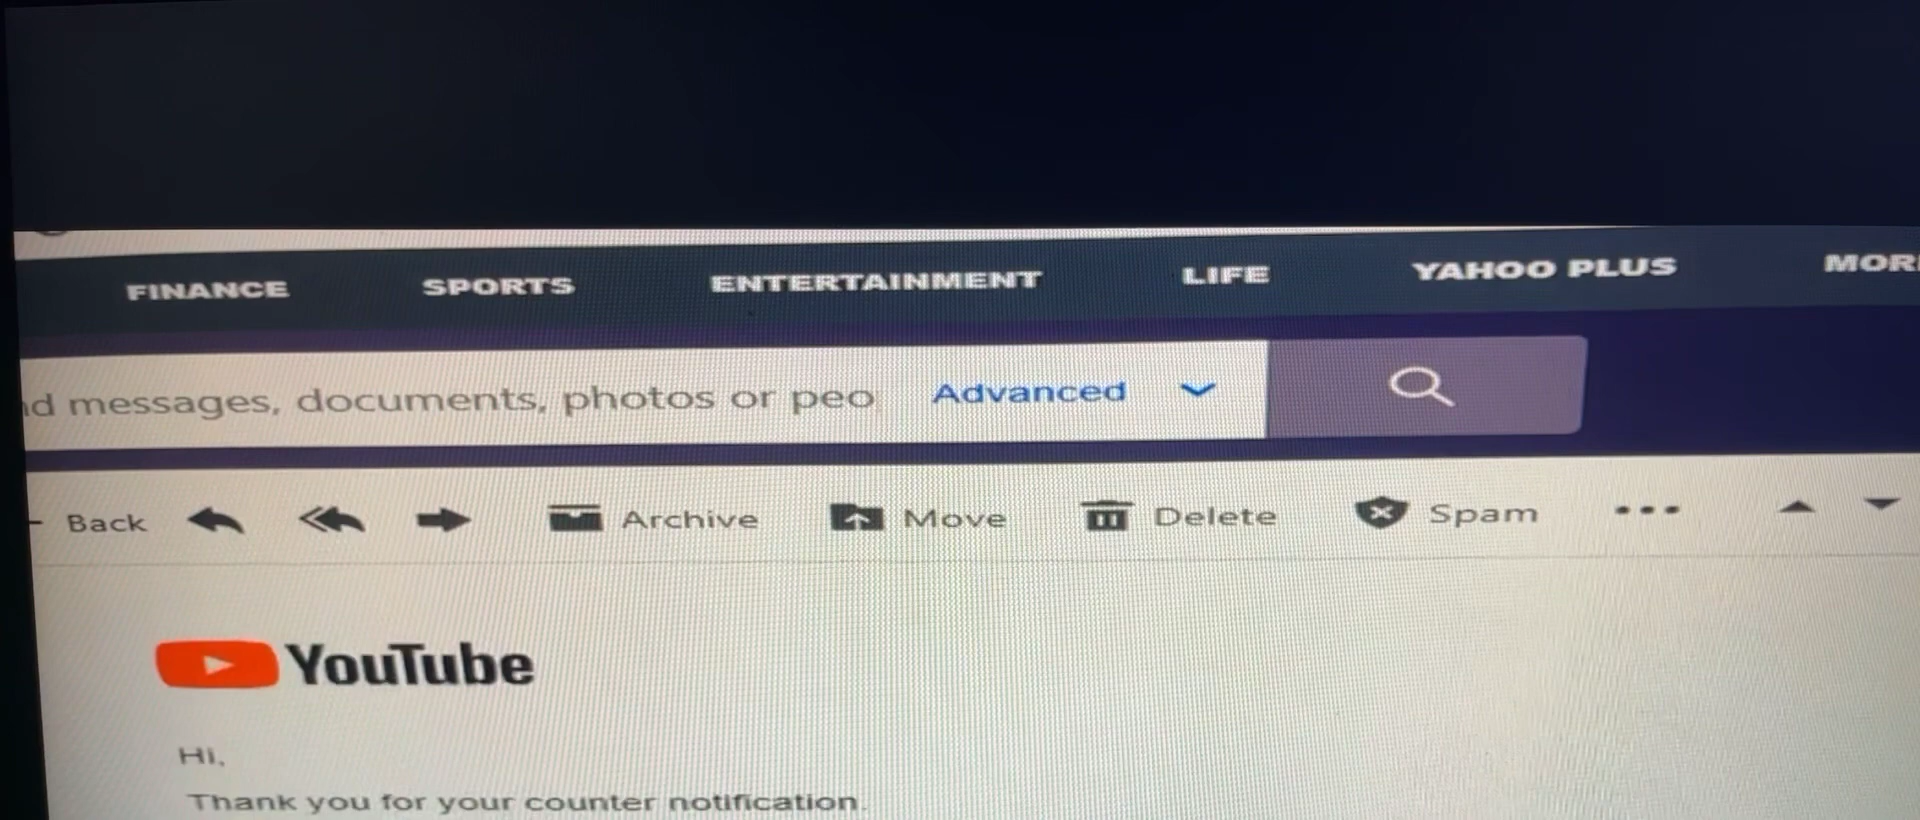 FINANCE SPORTS ENTERTAINMENT LIFE YAHOO PLUS MOR
d messages, documents, photos or peo Advanced
Back Archive Move Delete Spam •••
YouTube
Hi,
Thank you for your counter notification.